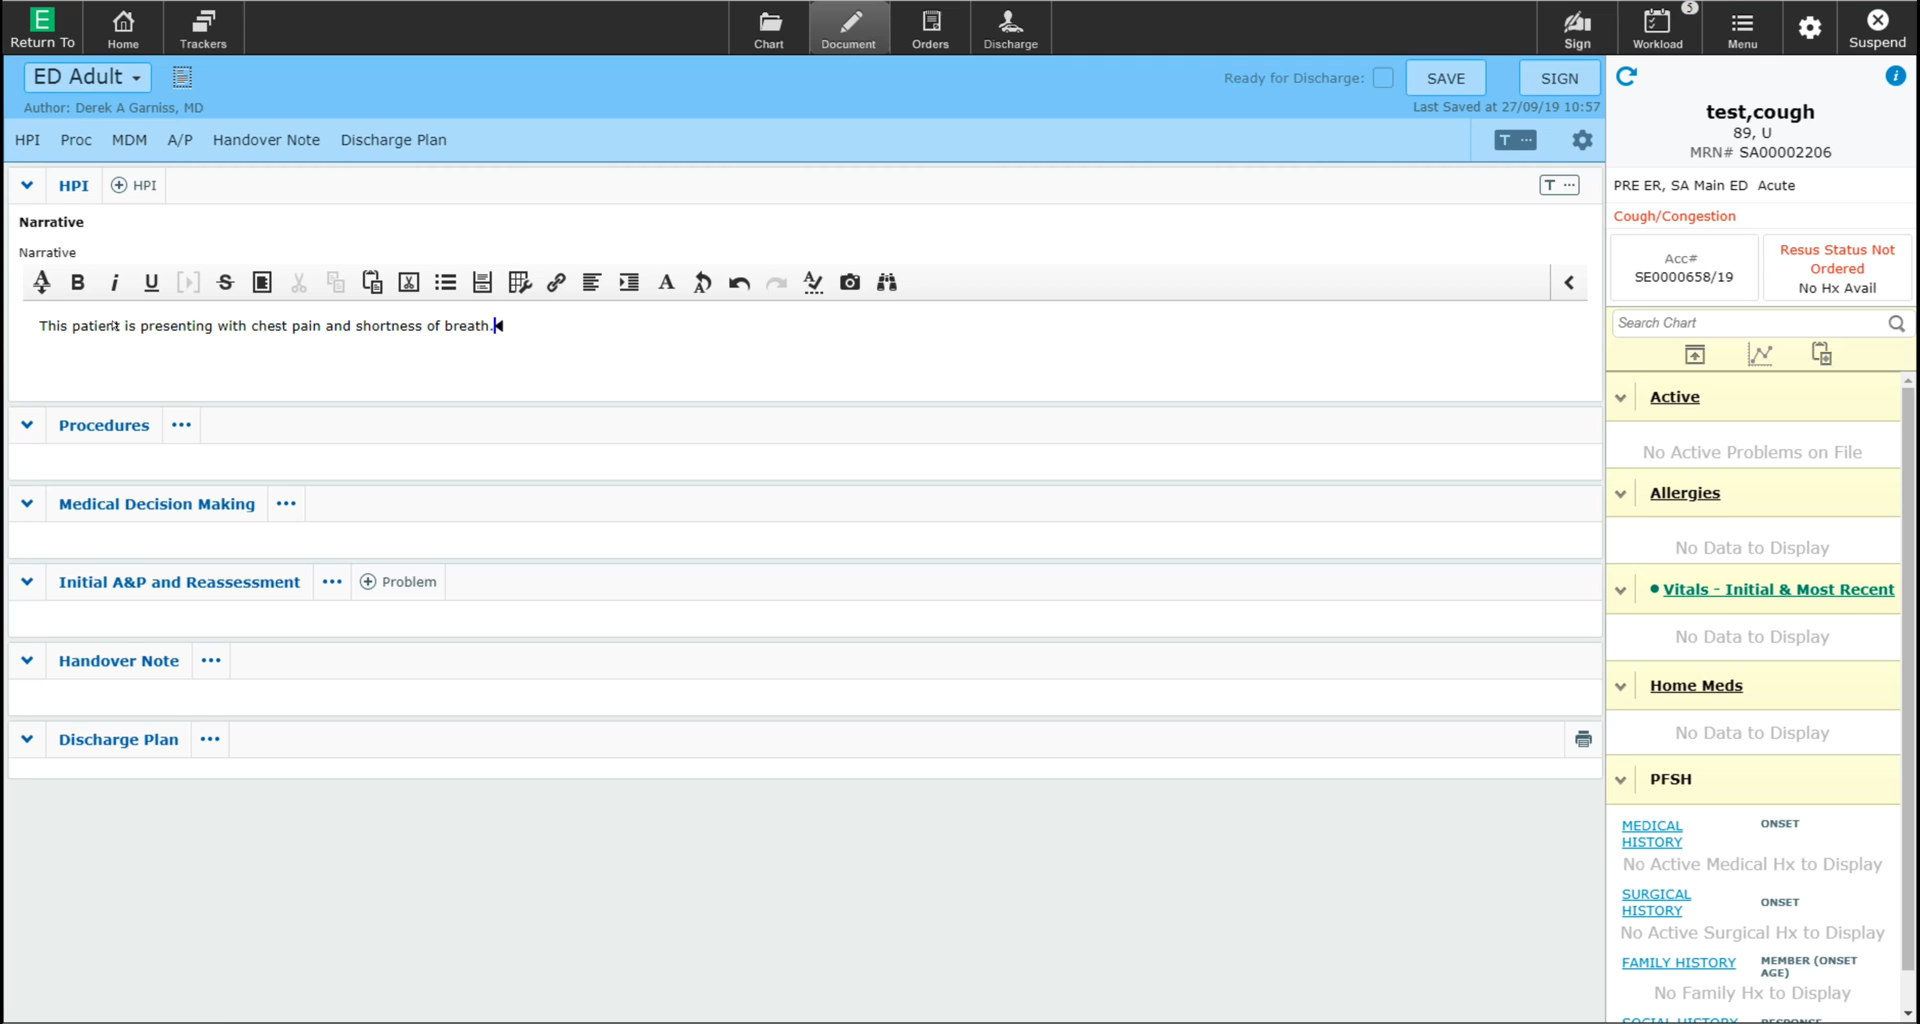 Return To
Home
Trackers
Chart
Document
Orders
Discharge
Sign
Workload
5
Menu
Suspend
ED Adult
Ready for Discharge:
SAVE
SIGN
Author: Derek A Garniss, MD
Last Saved at 27/09/19 10:57
HPI Proc MDM A/P Handover Note Discharge Plan
T ...
HPI
HPI
T ...
Narrative
Narrative
This patient is presenting with chest pain and shortness of breath.
Procedures
Medical Decision Making
Initial A&P and Reassessment
Problem
Handover Note
Discharge Plan
test,cough
89, U
MRN# SA00002206
PRE ER, SA Main ED Acute
Cough/Congestion
Acc#
SE0000658/19
Resus Status Not
Ordered
No Hx Avail
Search Chart
Active
No Active Problems on File
Allergies
No Data to Display
Vitals - Initial & Most Recent
No Data to Display
Home Meds
No Data to Display
PFSH
MEDICAL HISTORY
ONSET
No Active Medical Hx to Display
SURGICAL HISTORY
ONSET
No Active Surgical Hx to Display
FAMILY HISTORY
MEMBER (ONSET AGE)
No Family Hx to Display
SOCIAL HISTORY
RESPONSE